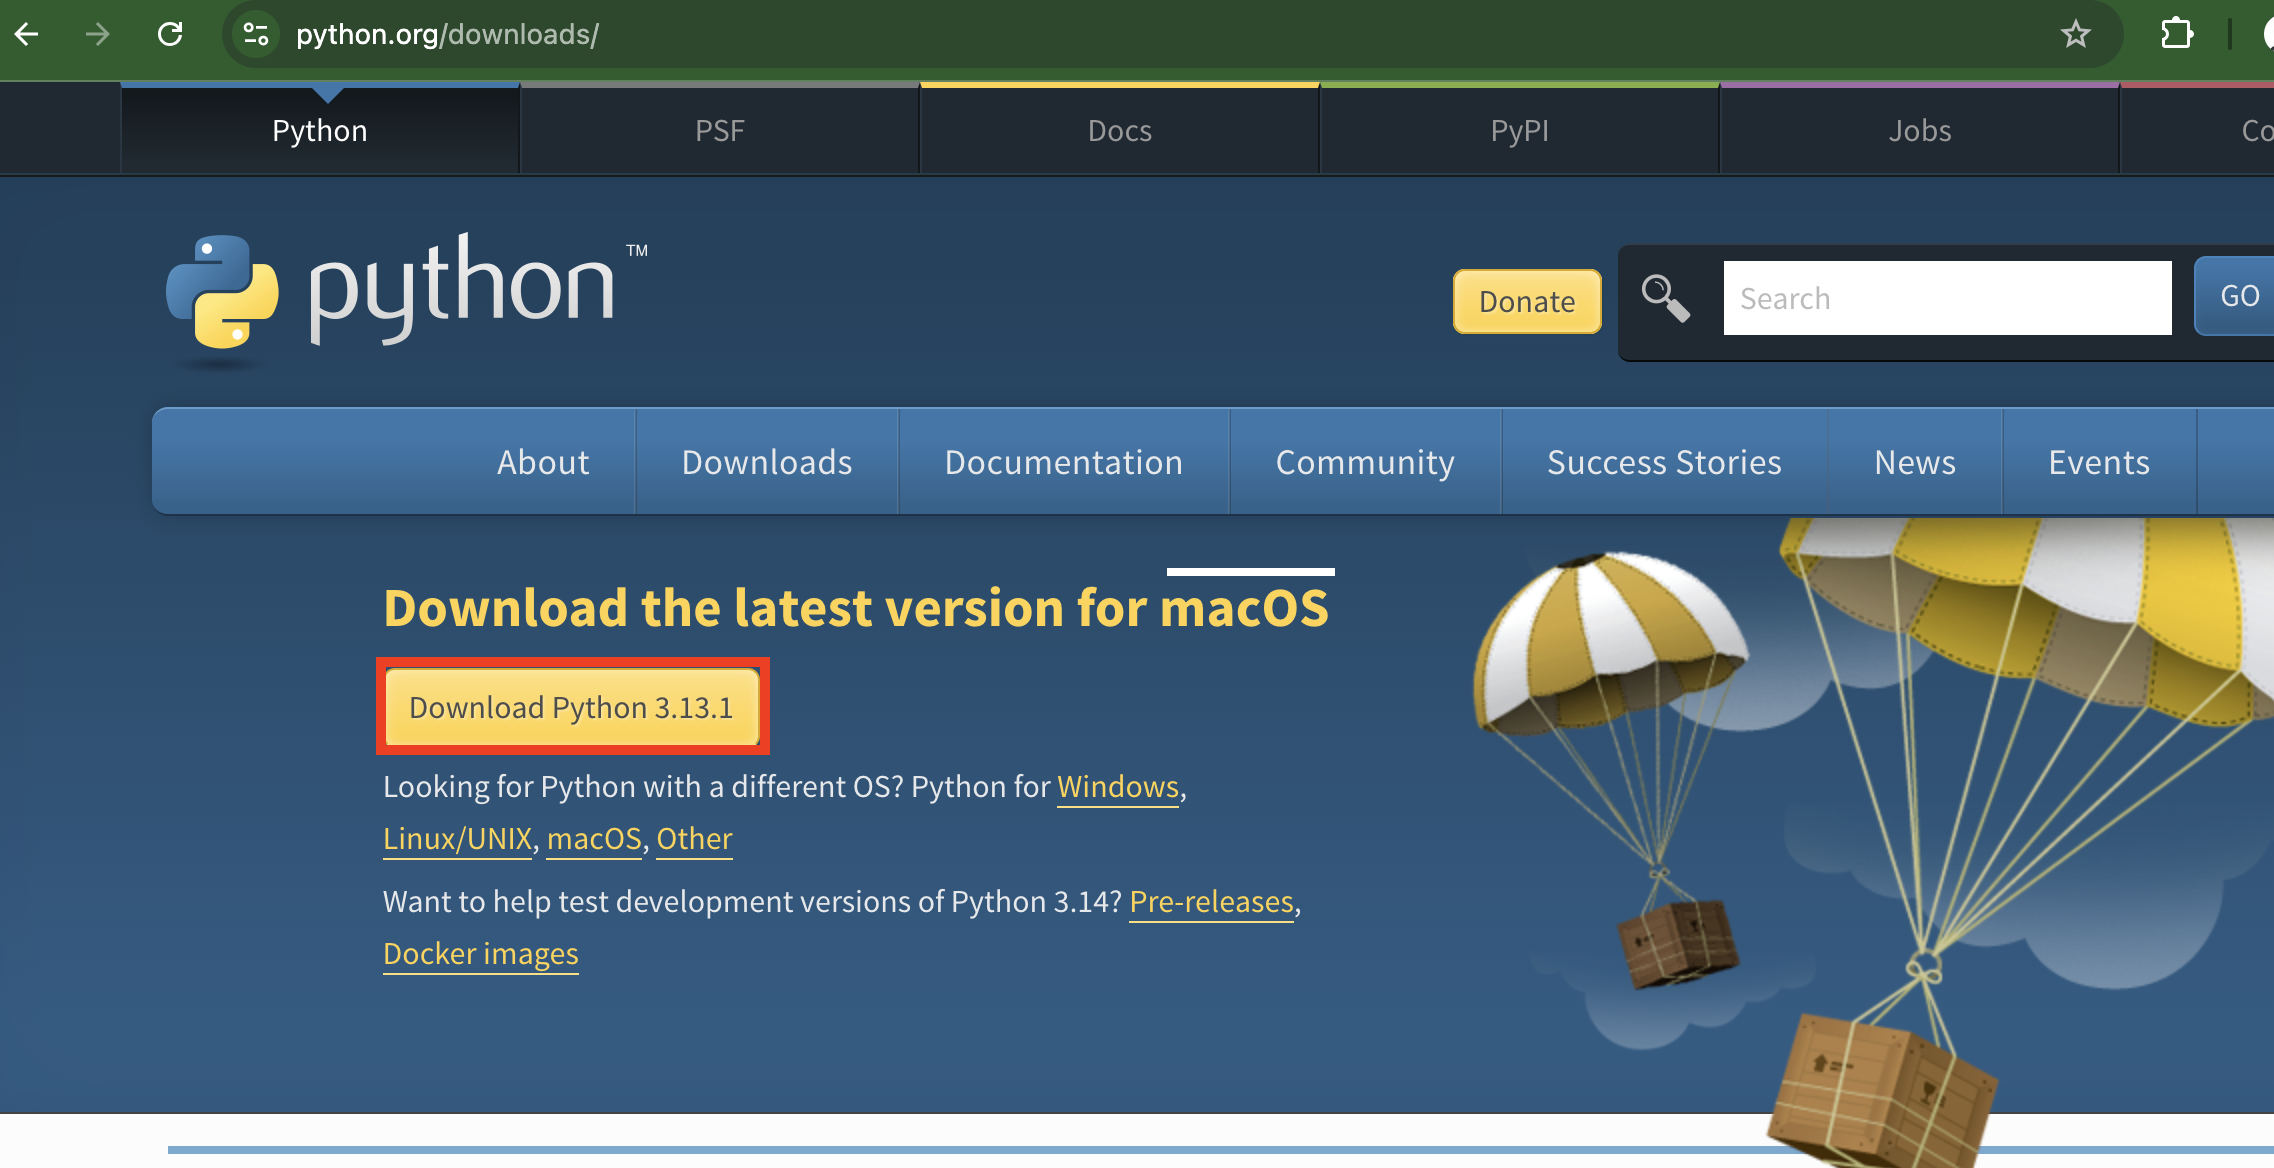 python.org/downloads/
Python PSF Docs PyPI Jobs
python™
Donate Search GO
About Downloads Documentation Community Success Stories News Events
Download the latest version for macOS
Download Python 3.13.1
Looking for Python with a different OS? Python for Windows,
Linux/UNIX, macOS, Other
Want to help test development versions of Python 3.14? Pre-releases,
Docker images